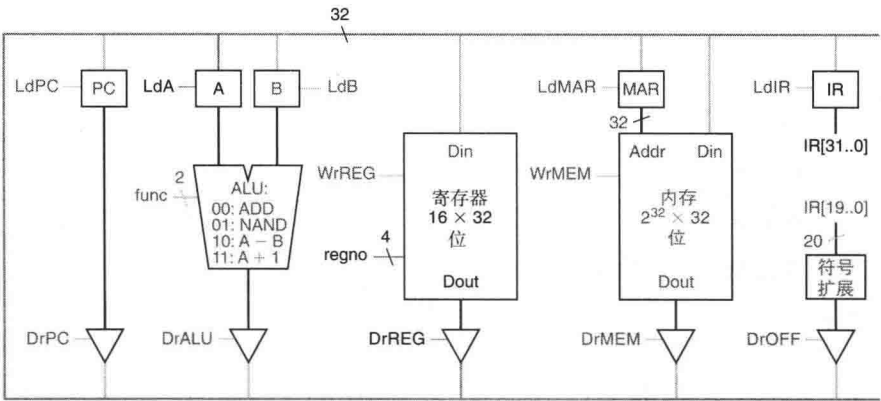 32
LdPC
PC
LdA
A
B
LdB
LdMAR
MAR
LdIR
IR
32
IR[31..0]
Din
Addr
Din
WrREG
寄存器
16 × 32
位
WrMEM
内存
2³² × 32
位
IR[19..0]
2
func
ALU:
00: ADD
01: NAND
10: A − B
11: A + 1
4
regno
20
符号
扩展
Dout
Dout
DrPC
DrALU
DrREG
DrMEM
DrOFF